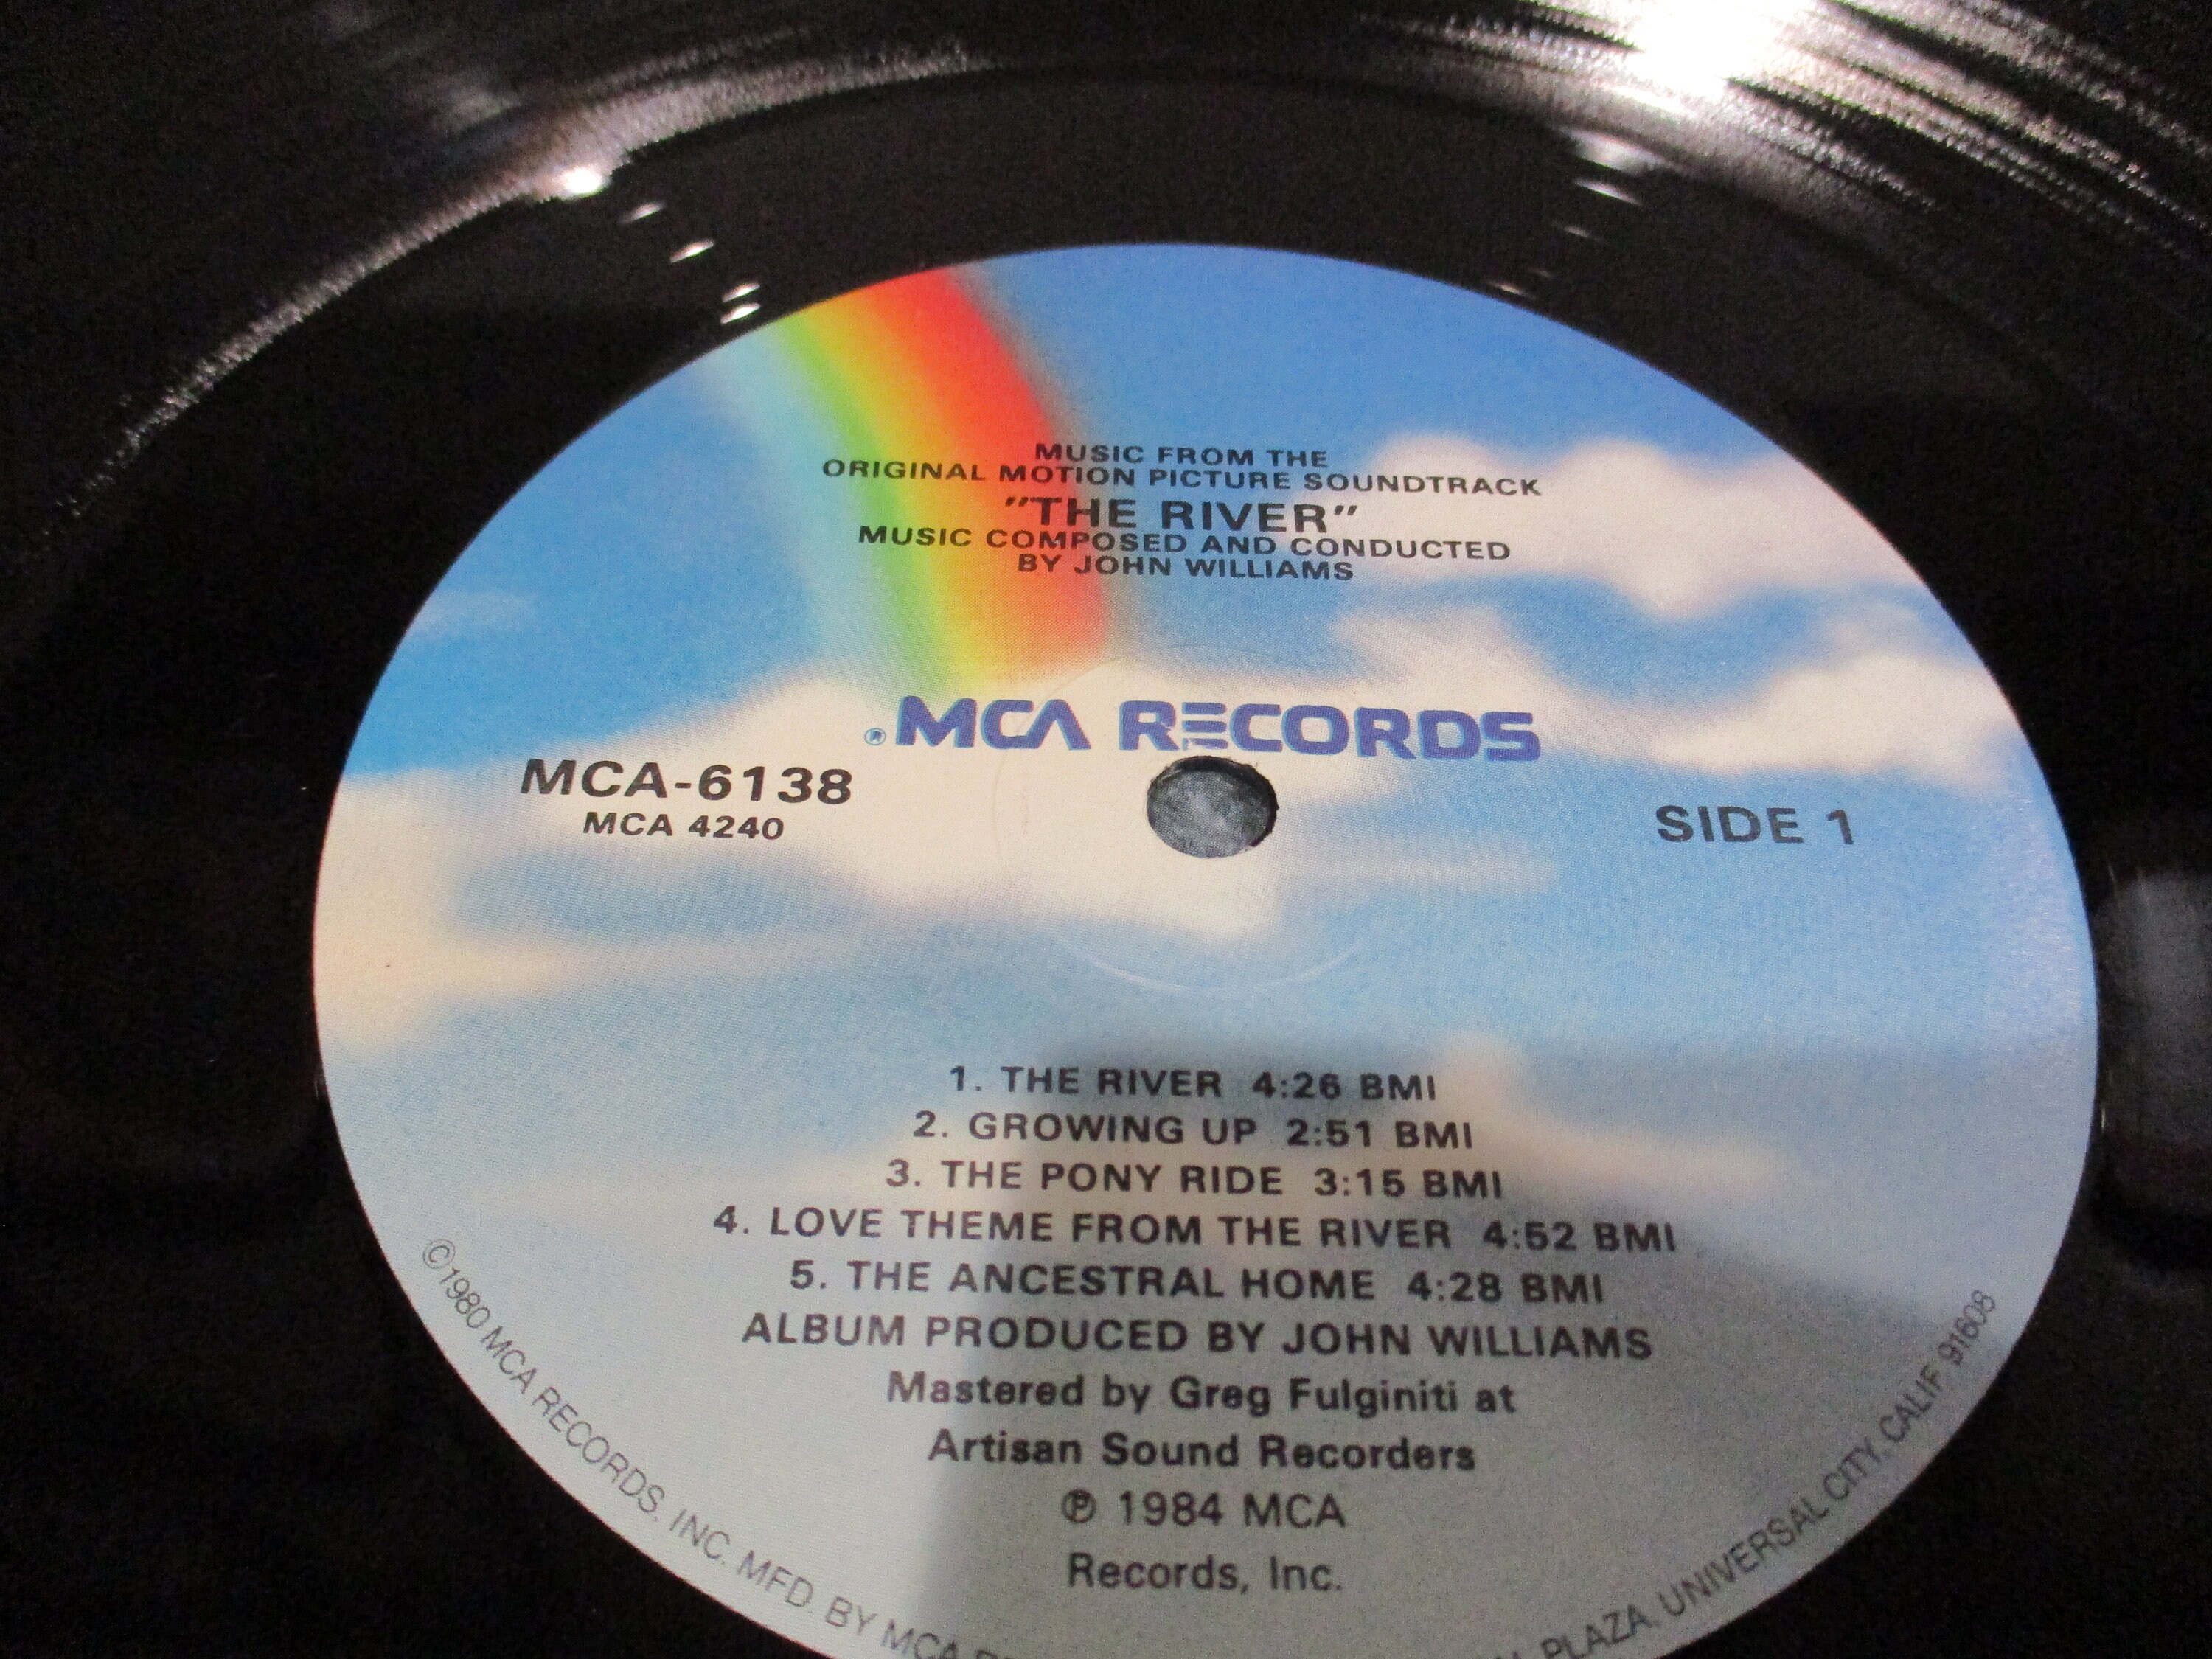 MUSIC FROM THE
ORIGINAL MOTION PICTURE SOUNDTRACK
"THE RIVER"
MUSIC COMPOSED AND CONDUCTED
BY JOHN WILLIAMS
® MCA RECORDS
MCA-6138
MCA 4240
SIDE 1
1. THE RIVER 4:26 BMI
2. GROWING UP 2:51 BMI
3. THE PONY RIDE 3:15 BMI
4. LOVE THEME FROM THE RIVER 4:52 BMI
5. THE ANCESTRAL HOME 4:28 BMI
ALBUM PRODUCED BY JOHN WILLIAMS
Mastered by Greg Fulginiti at
Artisan Sound Recorders
℗ 1984 MCA
Records, Inc.
©1980 MCA RECORDS, INC. MFD. BY MCA PLAZA, UNIVERSAL CITY, CALIF. 91608